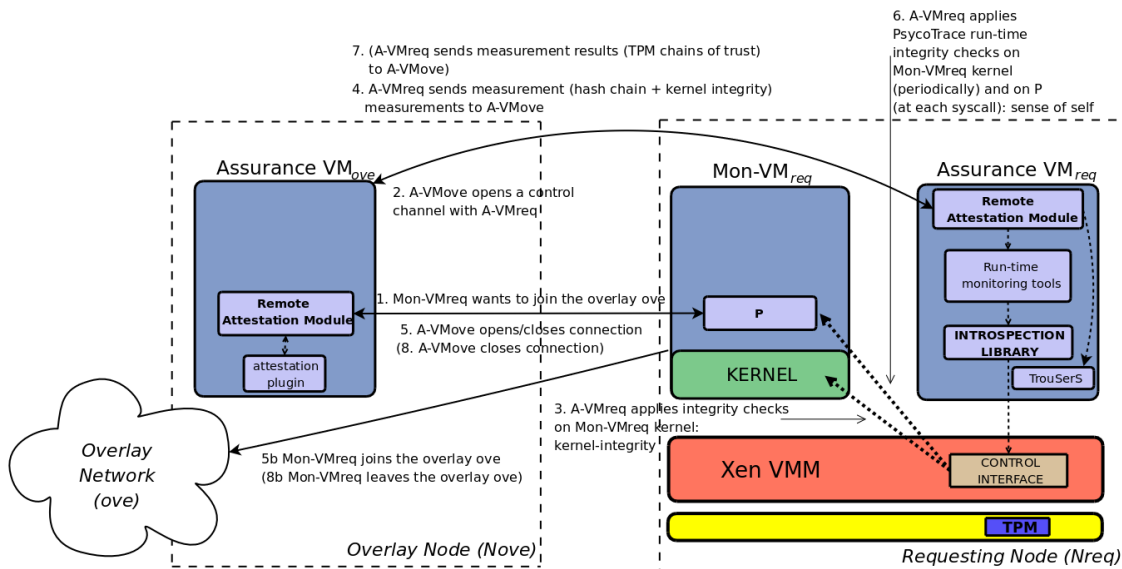 6. A-VMreq applies
PsycoTrace run-time
integrity checks on
Mon-VMreq kernel
(periodically) and on P
(at each syscall): sense of self
7. (A-VMreq sends measurement results (TPM chains of trust)
to A-VMove)
4. A-VMreq sends measurement (hash chain + kernel integrity)
measurements to A-VMove
Assurance VMove
2. A-VMove opens a control
channel with A-VMreq
Mon-VMreq
Assurance VMreq
Remote
Attestation Module
Run-time
monitoring tools
INTROSPECTION
LIBRARY
TrouSerS
1. Mon-VMreq wants to join the overlay ove
Remote
Attestation Module
attestation
plugin
5. A-VMove opens/closes connection
(8. A-VMove closes connection)
P
KERNEL
3. A-VMreq applies integrity checks
on Mon-VMreq kernel:
kernel-integrity
Overlay
Network
(ove)
5b Mon-VMreq joins the overlay ove
(8b Mon-VMreq leaves the overlay ove)
Xen VMM
CONTROL
INTERFACE
TPM
Overlay Node (Nove)
Requesting Node (Nreq)